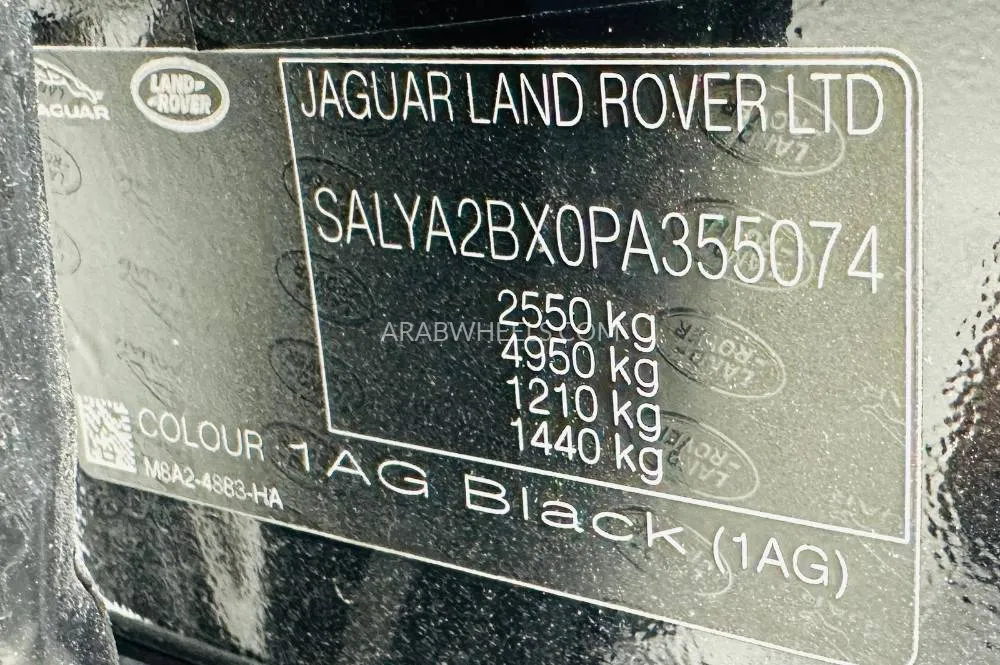 JAGUAR
LAND ROVER
JAGUAR LAND ROVER LTD
SALYA2BX0PA355074
2550 kg
4950 kg
1210 kg
1440 kg
ARABWHEELS.COM
COLOUR 1AG Black (1AG)
M8A2-4883-HA